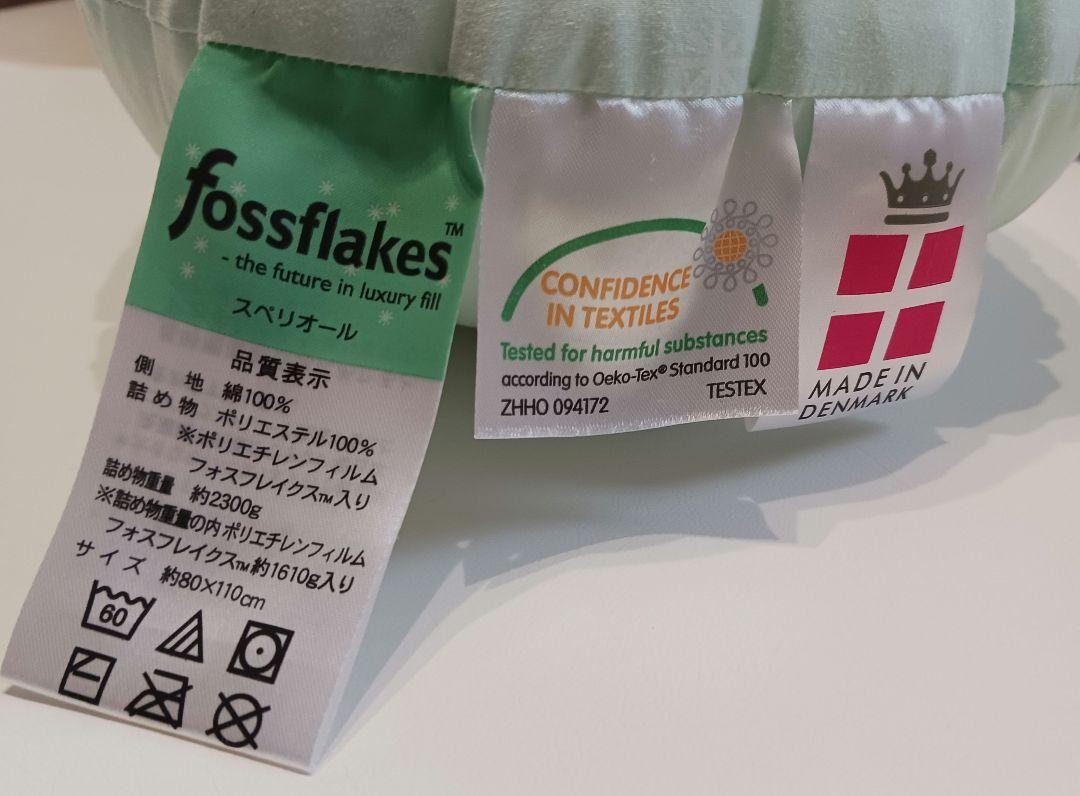 fossflakes™
- the future in luxury fill
スペリオール
品質表示
側 地 綿100%
詰め物 ポリエステル100%
※ポリエチレンフィルム
フォスフレイクス™入り
詰め物重量 約2300g
※詰め物重量の内ポリエチレンフィルム
フォスフレイクス™約1610g入り
サイズ 約80×110cm
60
CONFIDENCE
IN TEXTILES
Tested for harmful substances
according to Oeko-Tex® Standard 100
ZHHO 094172 TESTEX
MADE IN
DENMARK